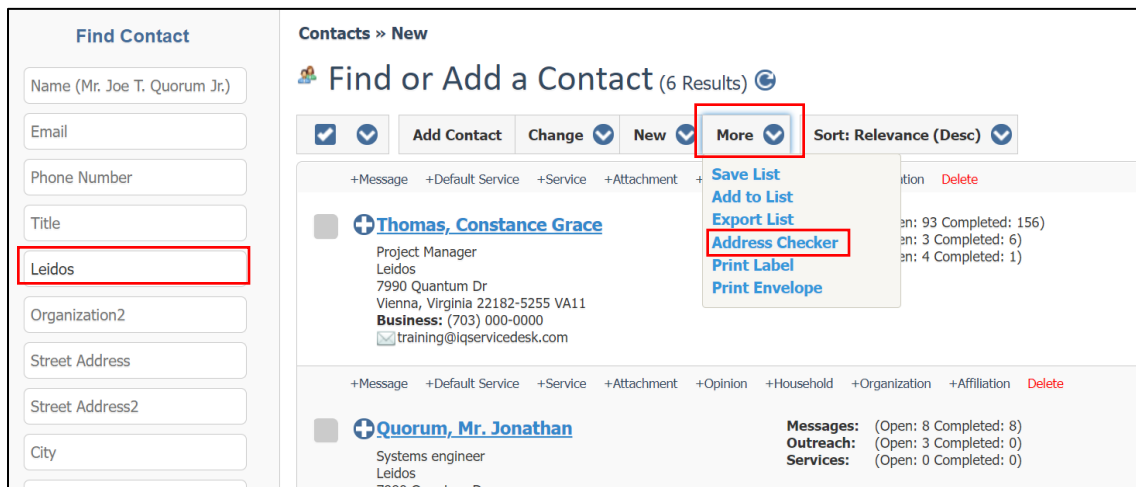 Find Contact
Name (Mr. Joe T. Quorum Jr.)
Email
Phone Number
Title
Leidos
Organization2
Street Address
Street Address2
City
Contacts » New
Find or Add a Contact (6 Results)
Add Contact Change New More Sort: Relevance (Desc)
Save List
Add to List
Export List
Address Checker
Print Label
Print Envelope
+Message +Default Service +Service +Attachment + Delete
Thomas, Constance Grace
Project Manager
Leidos
7990 Quantum Dr
Vienna, Virginia 22182-5255 VA11
Business: (703) 000-0000
training@iqservicedesk.com
93 Completed: 156)
3 Completed: 6)
4 Completed: 1)
+Message +Default Service +Service +Attachment +Opinion +Household +Organization +Affiliation Delete
Quorum, Mr. Jonathan
Systems engineer
Leidos
Messages: (Open: 8 Completed: 8)
Outreach: (Open: 3 Completed: 0)
Services: (Open: 0 Completed: 0)